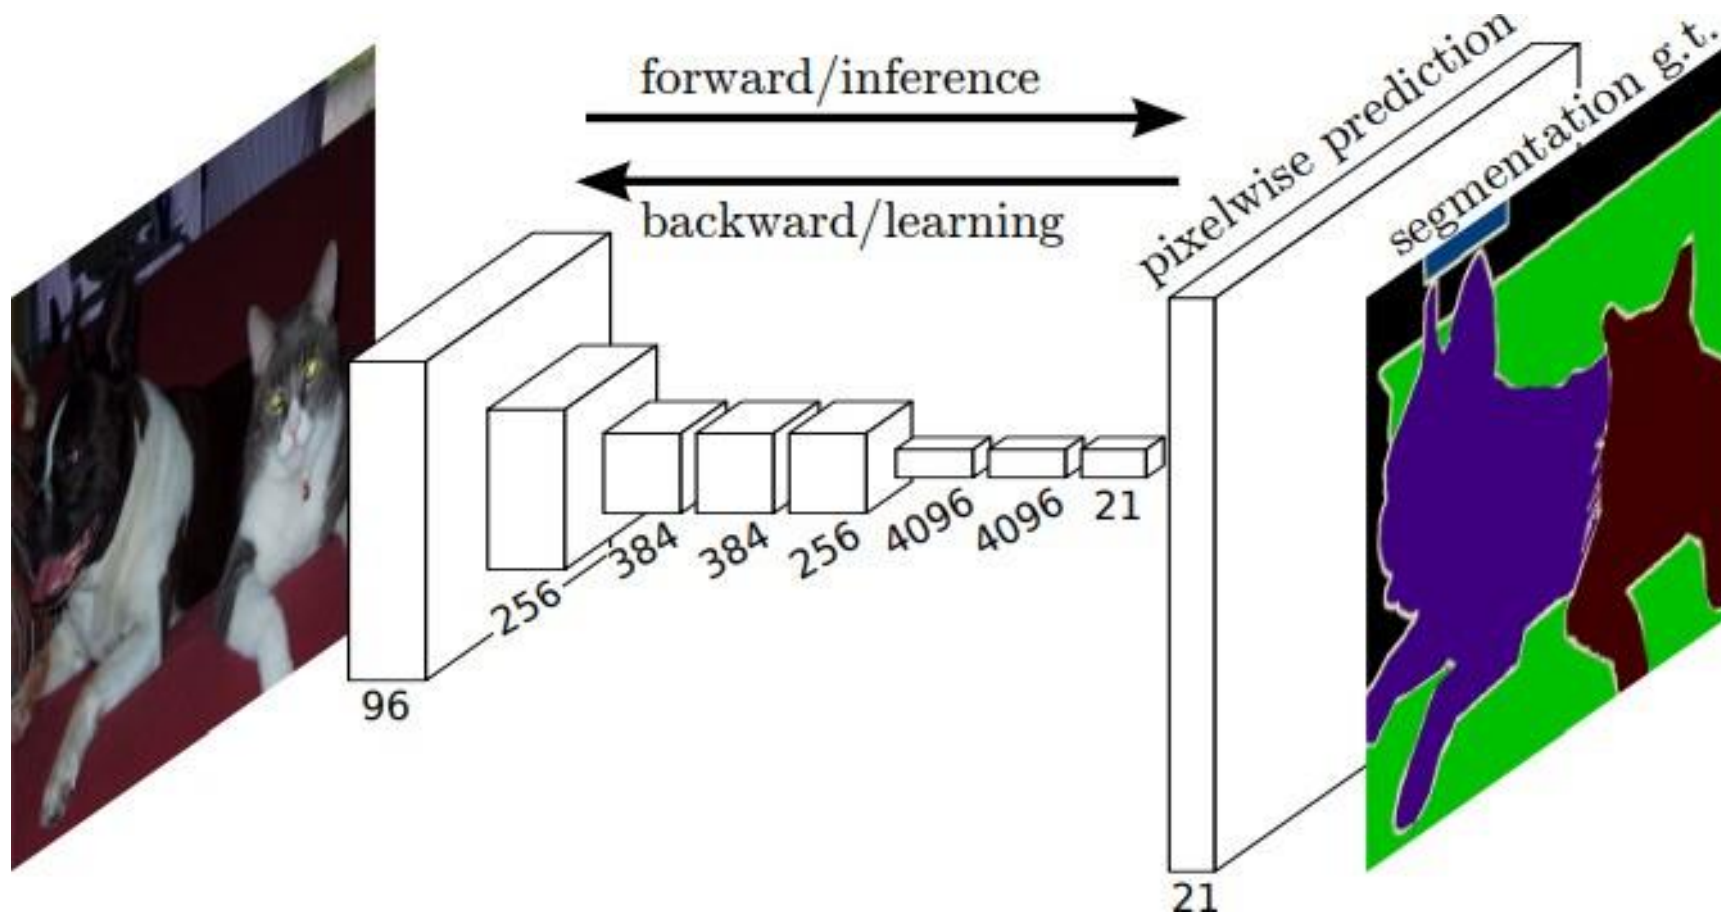 forward/inference
backward/learning
pixelwise prediction
segmentation g.t.
96
256
384
384
256
4096
4096
21
21